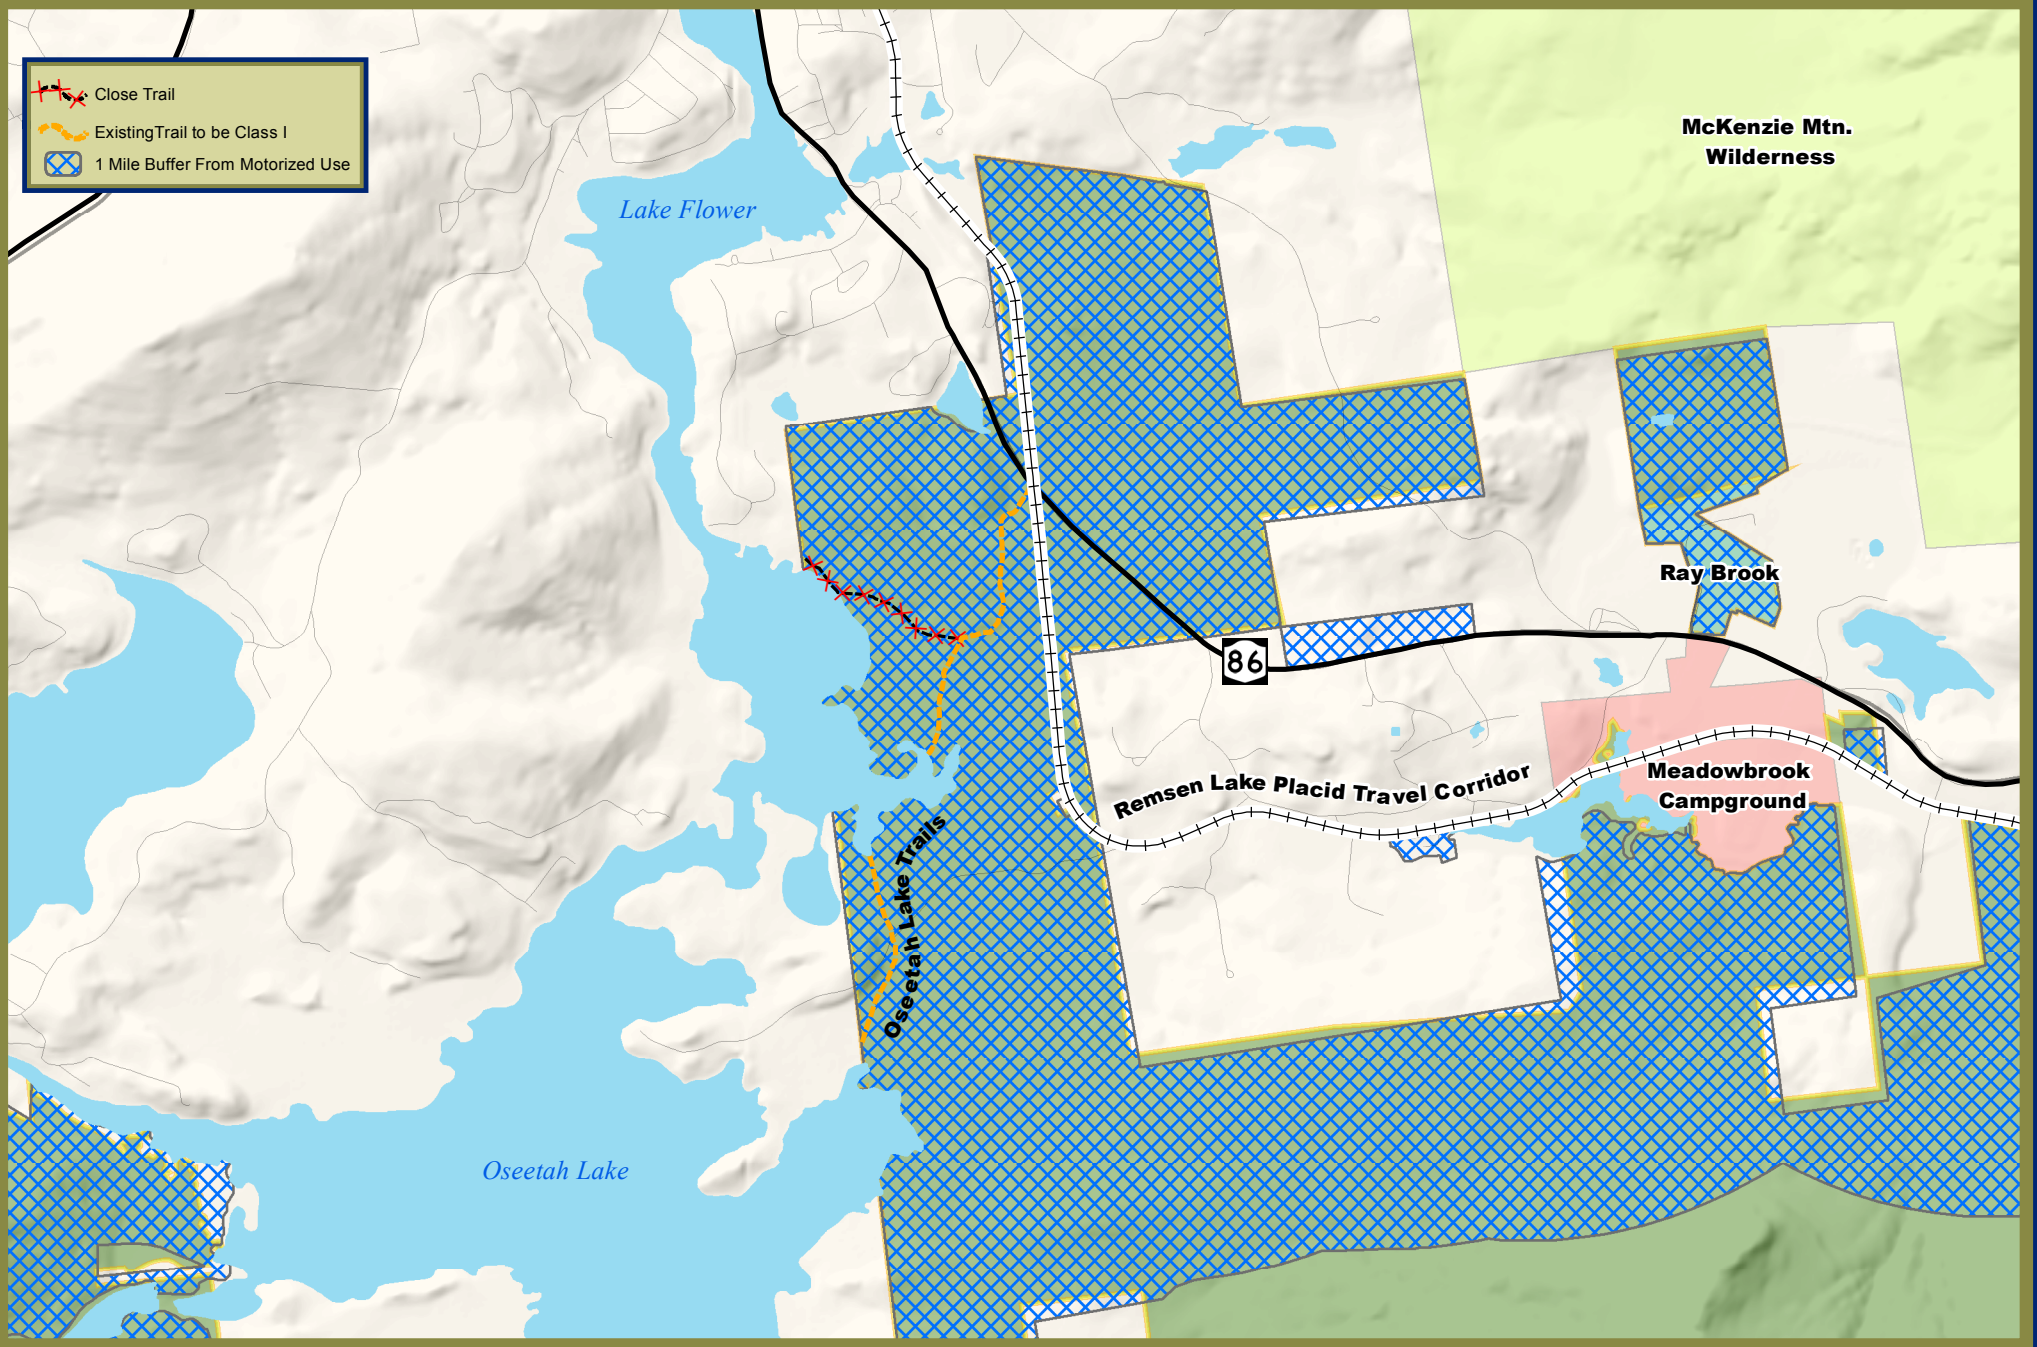 Close Trail
ExistingTrail to be Class I
1 Mile Buffer From Motorized Use
McKenzie Mtn.
Wilderness
Lake Flower
Ray Brook
86
Meadowbrook
Campground
Remsen Lake Placid Travel Corridor
Oseetah Lake Trails
Oseetah Lake